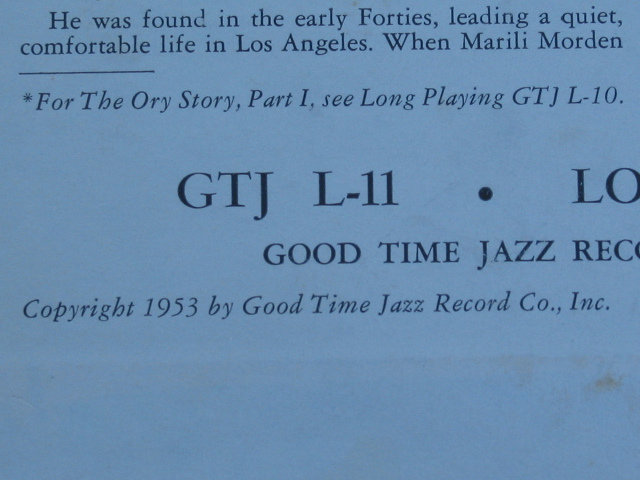 He was found in the early Forties, leading a quiet,
comfortable life in Los Angeles. When Marili Morden
*For The Ory Story, Part I, see Long Playing GTJ L-10.
GTJ L-11 • LO
GOOD TIME JAZZ RECO
Copyright 1953 by Good Time Jazz Record Co., Inc.